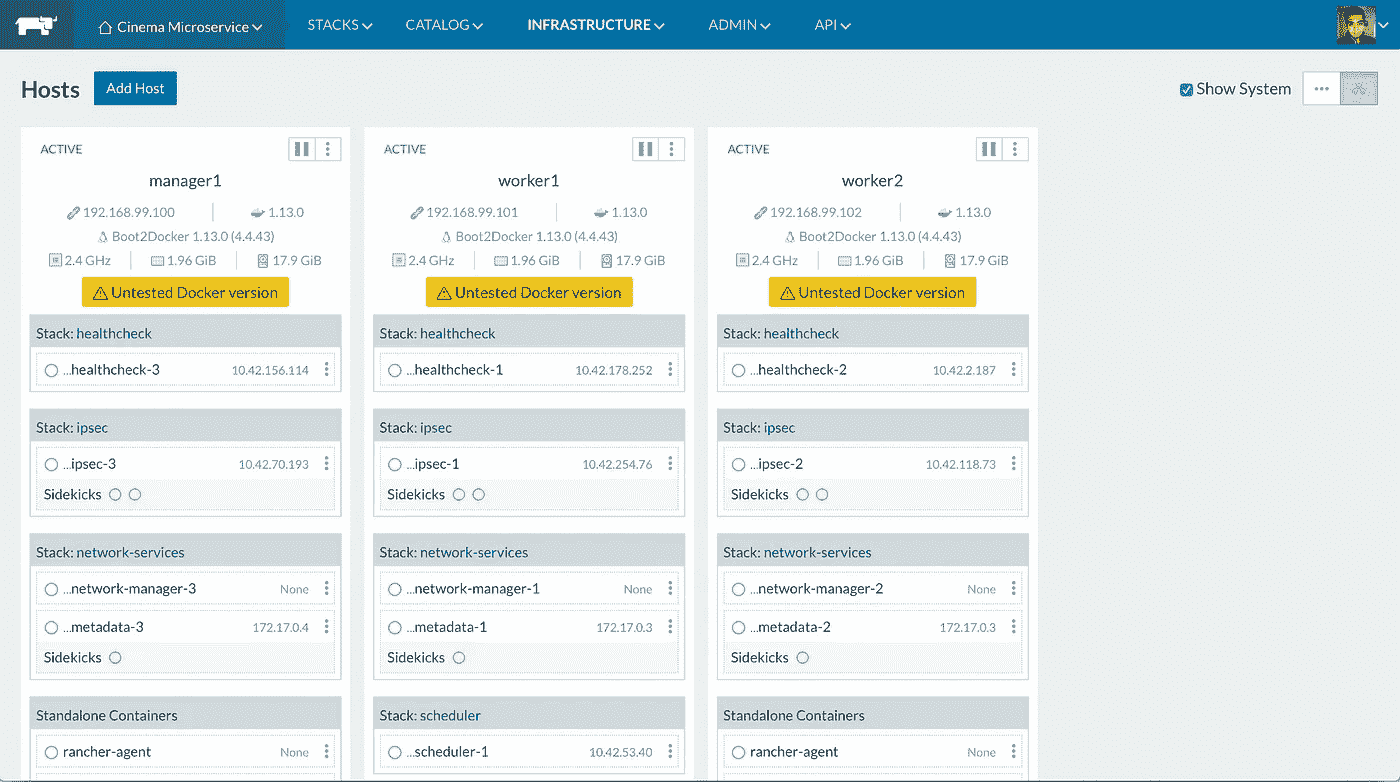 Cinema Microservice STACKS CATALOG INFRASTRUCTURE ADMIN API
Hosts Add Host Show System
ACTIVE
manager1
192.168.99.100 1.13.0
Boot2Docker 1.13.0 (4.4.43)
2.4 GHz 1.96 GiB 17.9 GiB
Untested Docker version
Stack: healthcheck
...healthcheck-3 10.42.156.114
Stack: ipsec
...ipsec-3 10.42.70.193
Sidekicks
Stack: network-services
...network-manager-3 None
...metadata-3 172.17.0.4
Sidekicks
Standalone Containers
rancher-agent None
ACTIVE
worker1
192.168.99.101 1.13.0
Boot2Docker 1.13.0 (4.4.43)
2.4 GHz 1.96 GiB 17.9 GiB
Untested Docker version
Stack: healthcheck
...healthcheck-1 10.42.178.252
Stack: ipsec
...ipsec-1 10.42.254.76
Sidekicks
Stack: network-services
...network-manager-1 None
...metadata-1 172.17.0.3
Sidekicks
Stack: scheduler
...scheduler-1 10.42.53.40
ACTIVE
worker2
192.168.99.102 1.13.0
Boot2Docker 1.13.0 (4.4.43)
2.4 GHz 1.96 GiB 17.9 GiB
Untested Docker version
Stack: healthcheck
...healthcheck-2 10.42.2.187
Stack: ipsec
...ipsec-2 10.42.118.73
Sidekicks
Stack: network-services
...network-manager-2 None
...metadata-2 172.17.0.3
Sidekicks
Standalone Containers
rancher-agent None